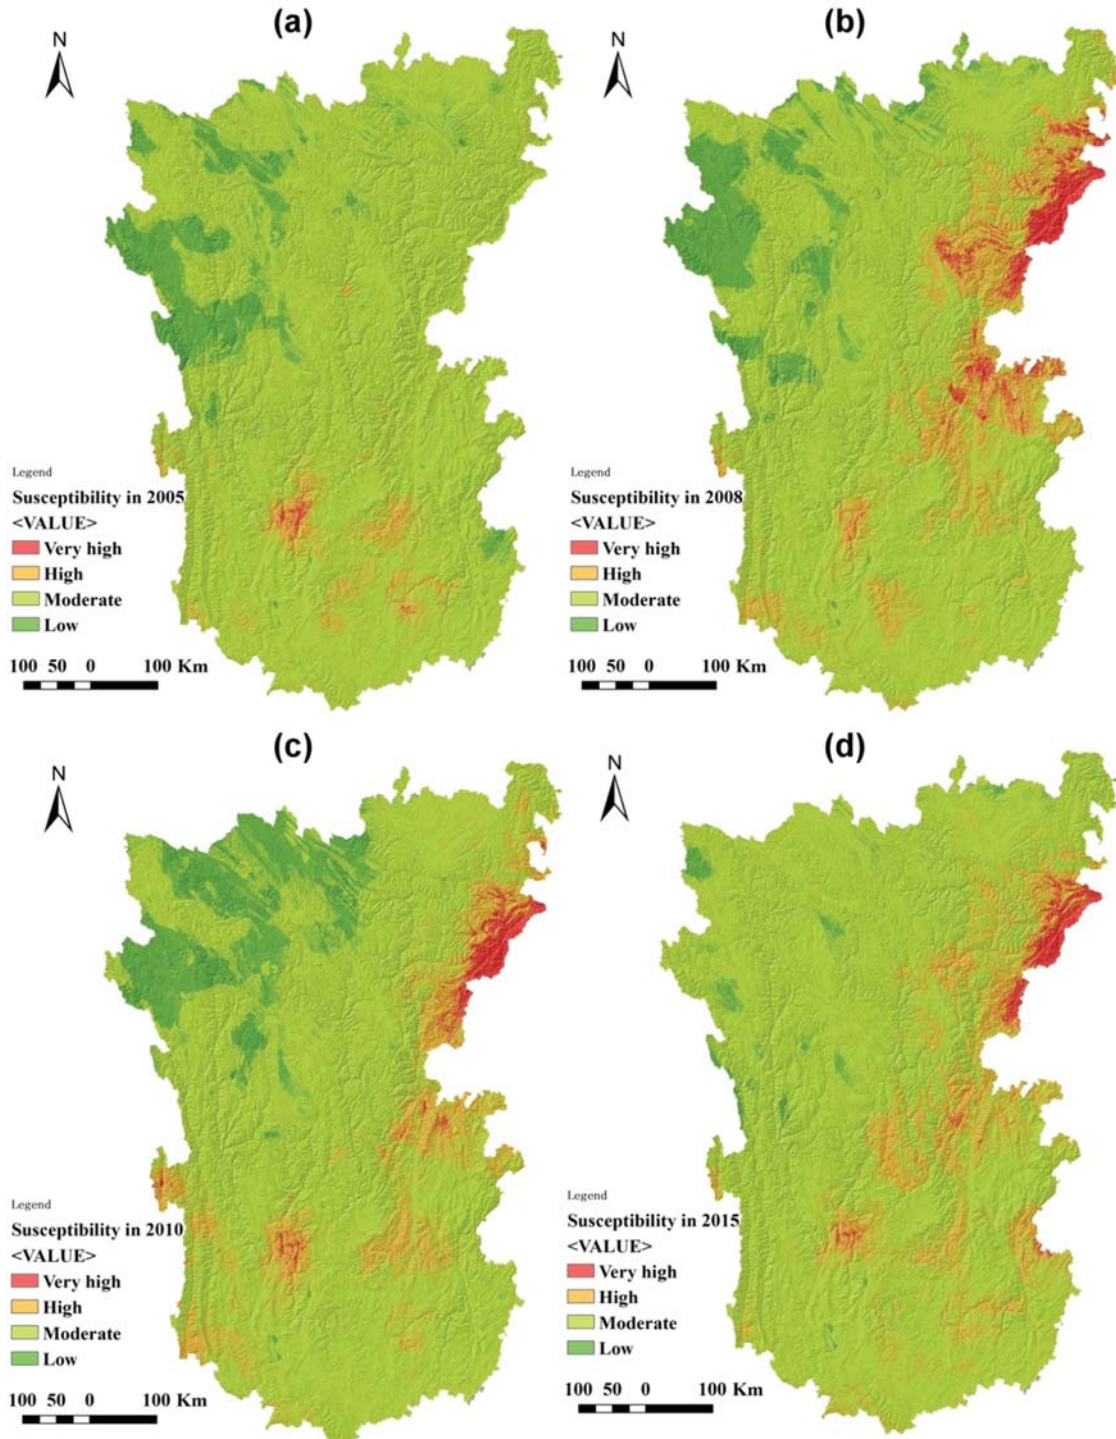 (a)
N
Legend
Susceptibility in 2005
<VALUE>
Very high
High
Moderate
Low
100 50 0 100 Km
(b)
N
Legend
Susceptibility in 2008
<VALUE>
Very high
High
Moderate
Low
100 50 0 100 Km
(c)
N
Legend
Susceptibility in 2010
<VALUE>
Very high
High
Moderate
Low
100 50 0 100 Km
(d)
N
Legend
Susceptibility in 2015
<VALUE>
Very high
High
Moderate
Low
100 50 0 100 Km